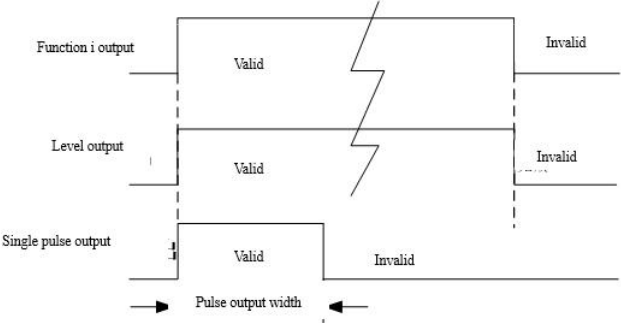 Function i output
Valid
Invalid
Level output
Valid
Invalid
Single pulse output
Valid
Invalid
Pulse output width